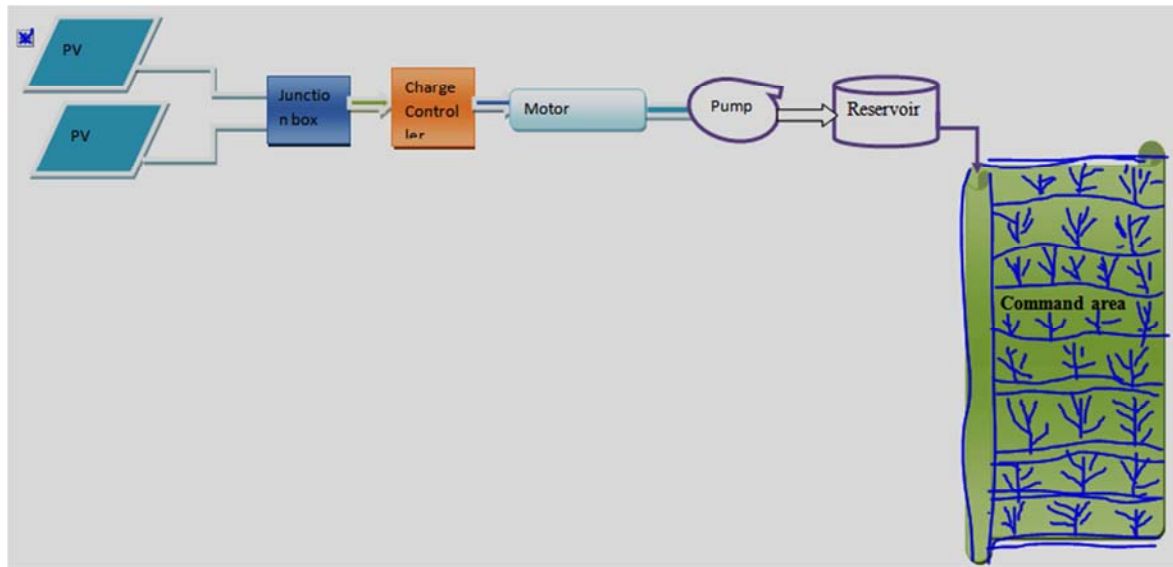 PV
PV
Junctio
n box
Charge
Control
ler
Motor
Pump
Reservoir
Command area